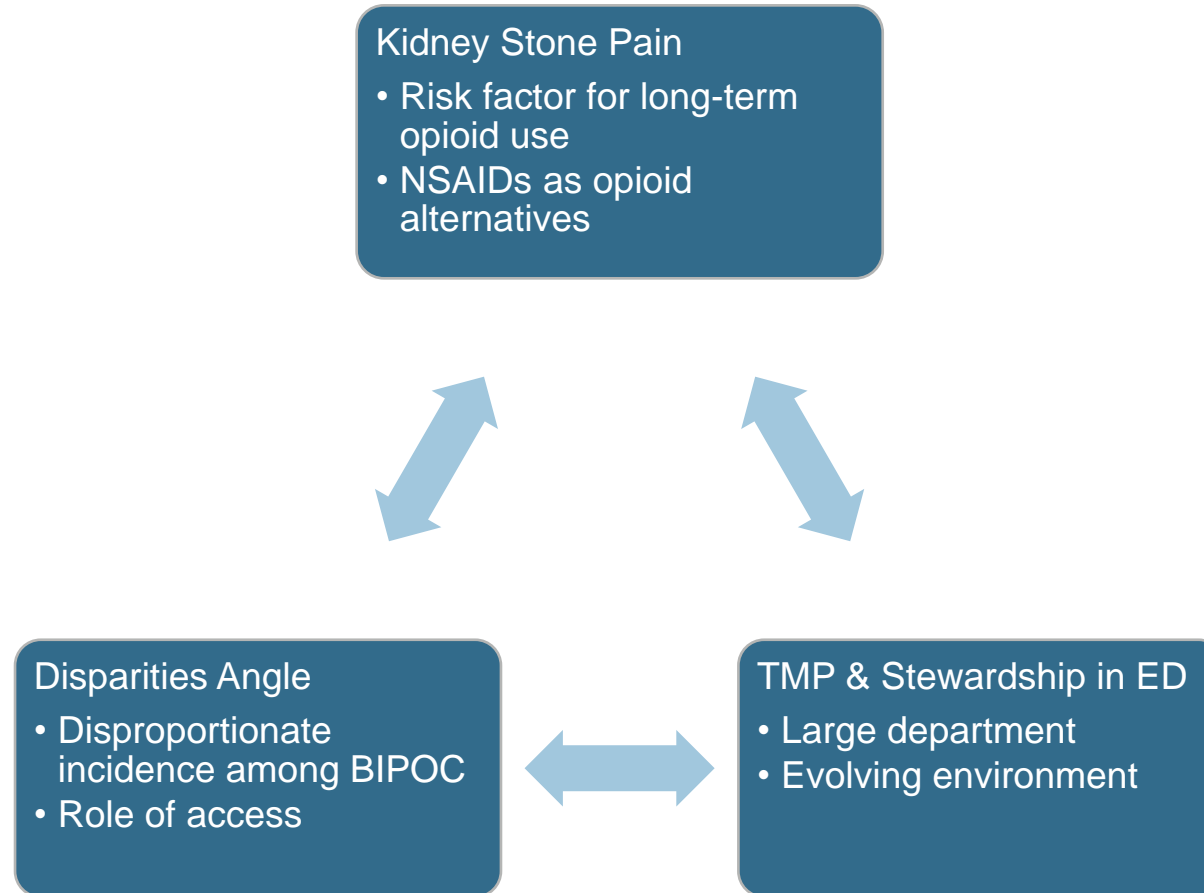 Kidney Stone Pain
• Risk factor for long-term
opioid use
• NSAIDs as opioid
alternatives
Disparities Angle
• Disproportionate
incidence among BIPOC
• Role of access
TMP & Stewardship in ED
• Large department
• Evolving environment